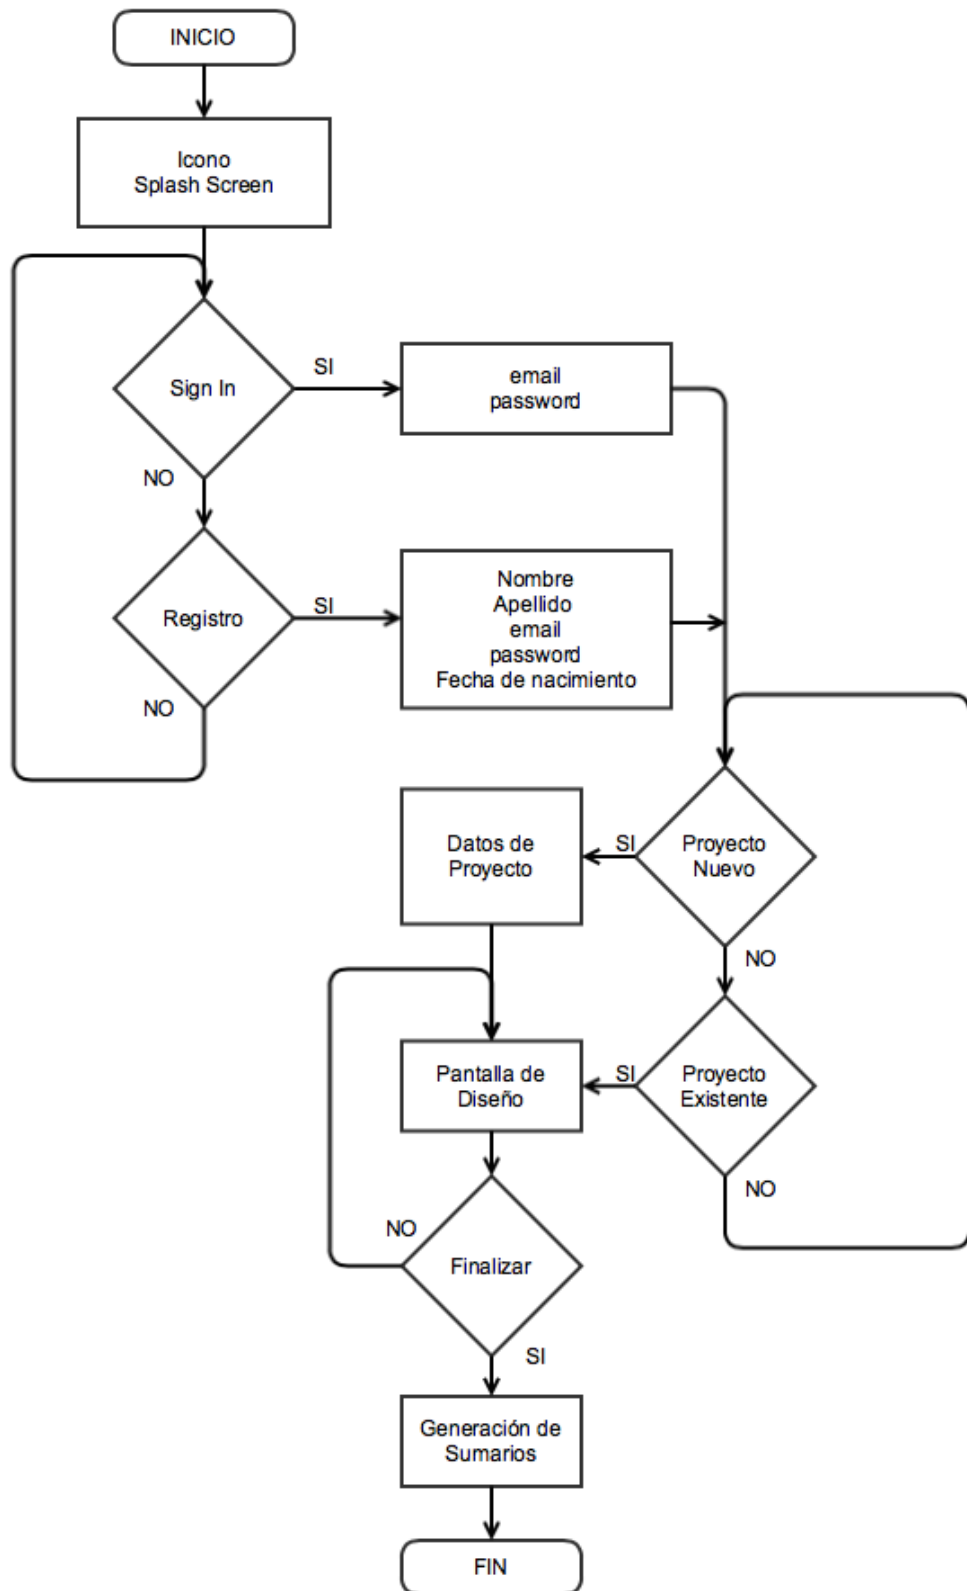 INICIO
Icono
Splash Screen
Sign In
SI
email
password
NO
Registro
SI
Nombre
Apellido
email
password
Fecha de nacimiento
NO
Proyecto
Nuevo
SI
Datos de
Proyecto
NO
Proyecto
Existente
SI
Pantalla de
Diseño
NO
NO
Finalizar
SI
Generación de
Sumarios
FIN